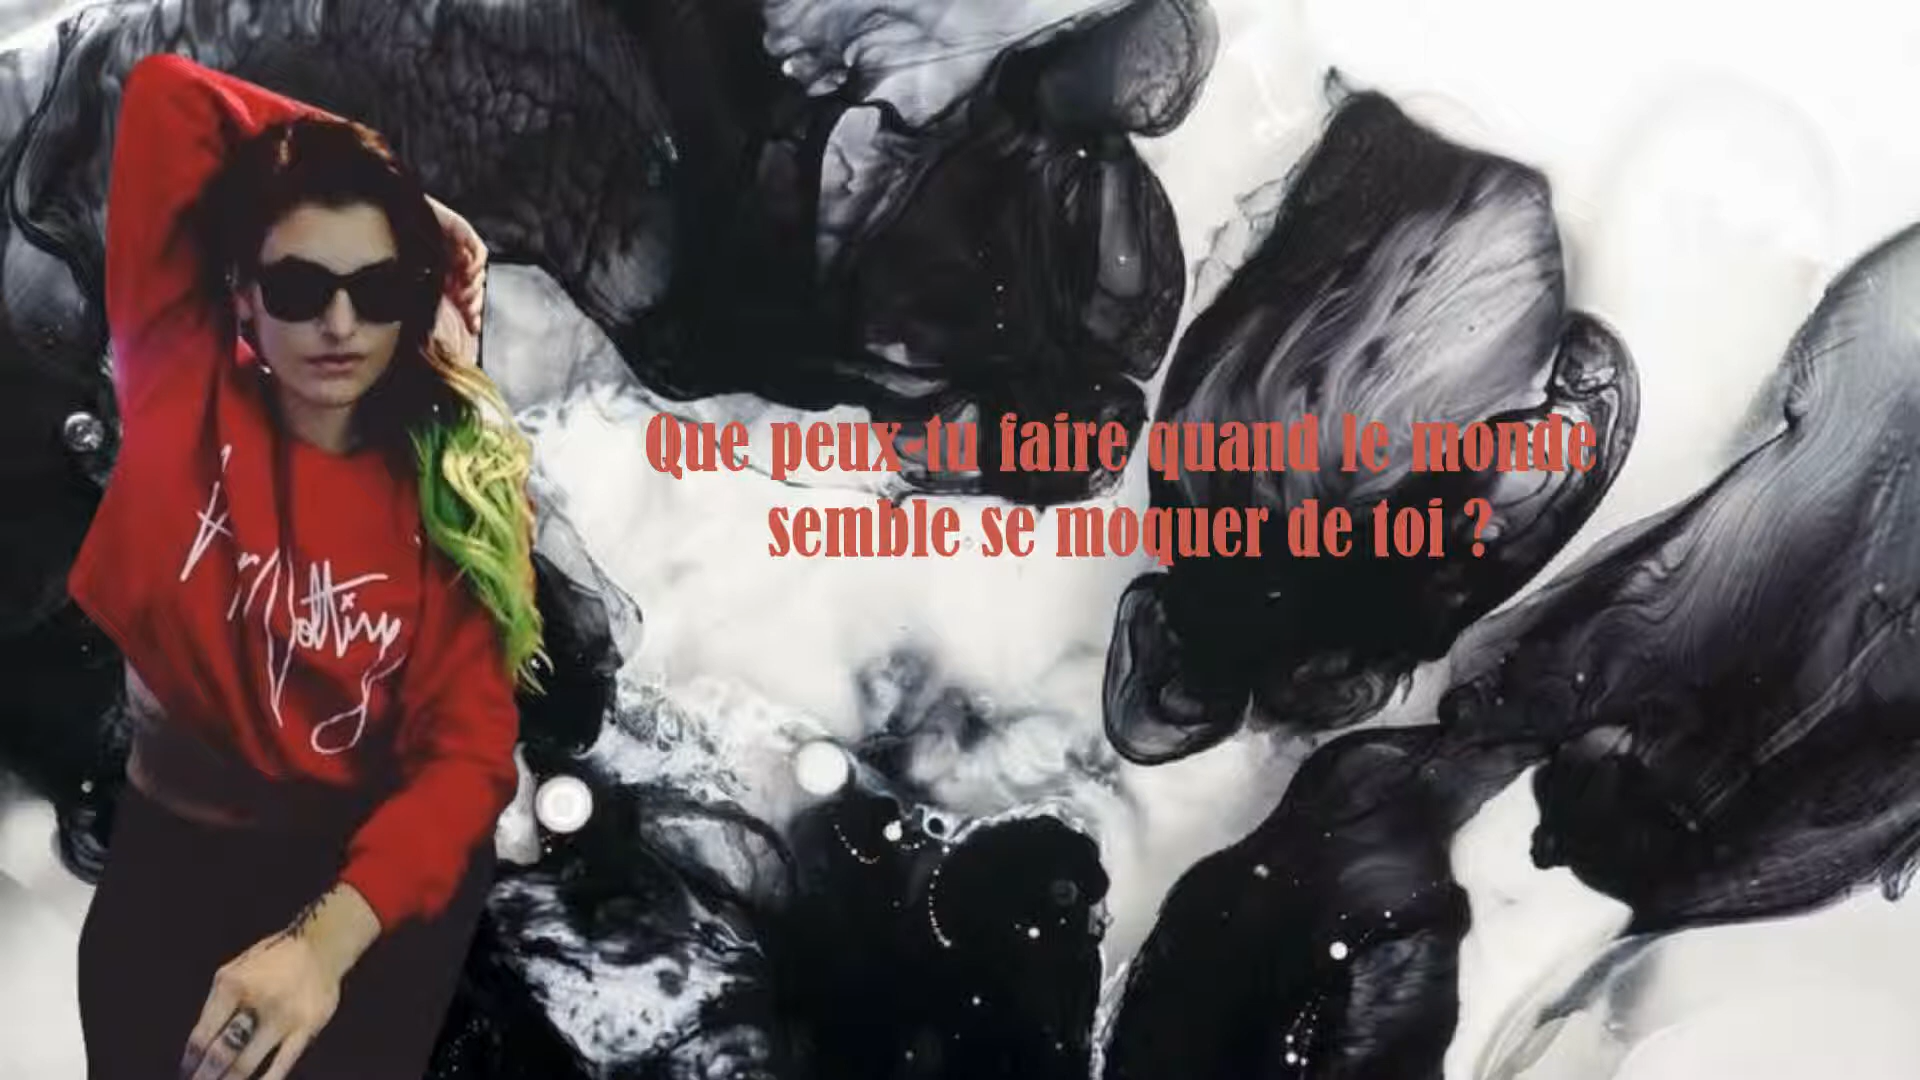 Que peux-tu faire quand le monde
semble se moquer de toi ?